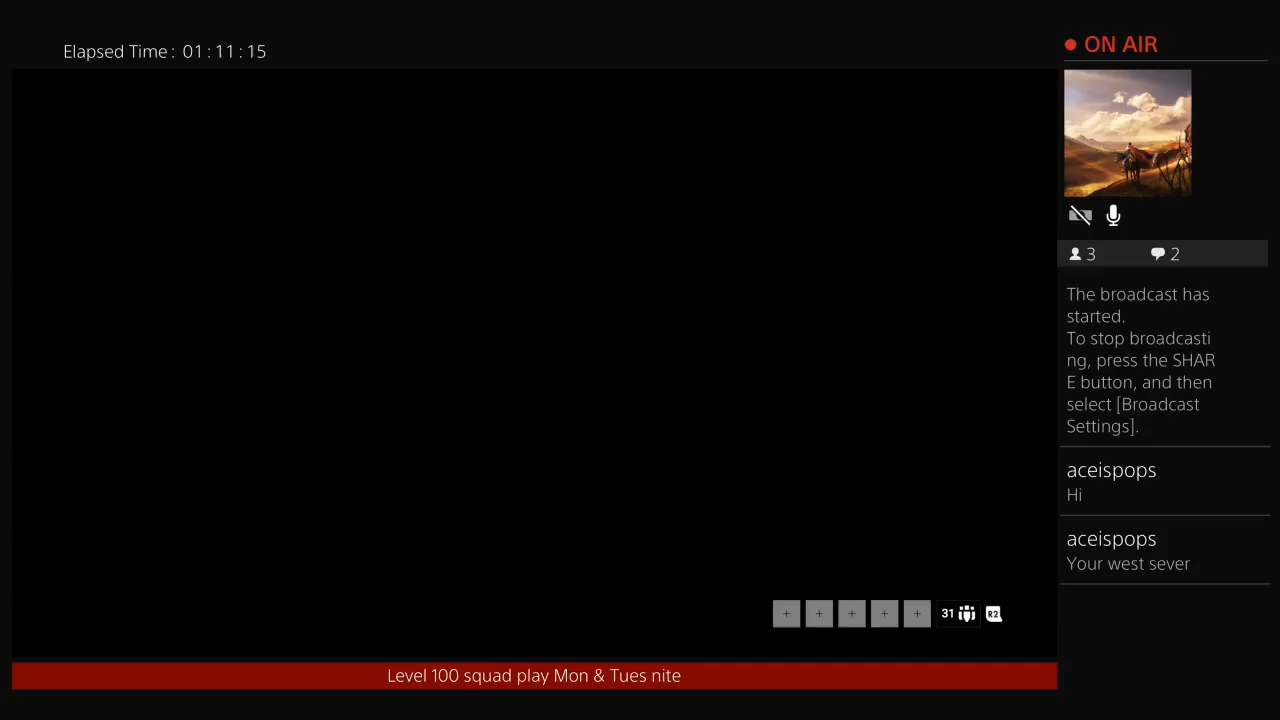 Elapsed Time : 01 : 11 : 15
ON AIR
3
2
The broadcast has
started.
To stop broadcasti
ng, press the SHAR
E button, and then
select [Broadcast
Settings].
aceispops
Hi
aceispops
Your west sever
+ + + + + 31 R2
Level 100 squad play Mon & Tues nite